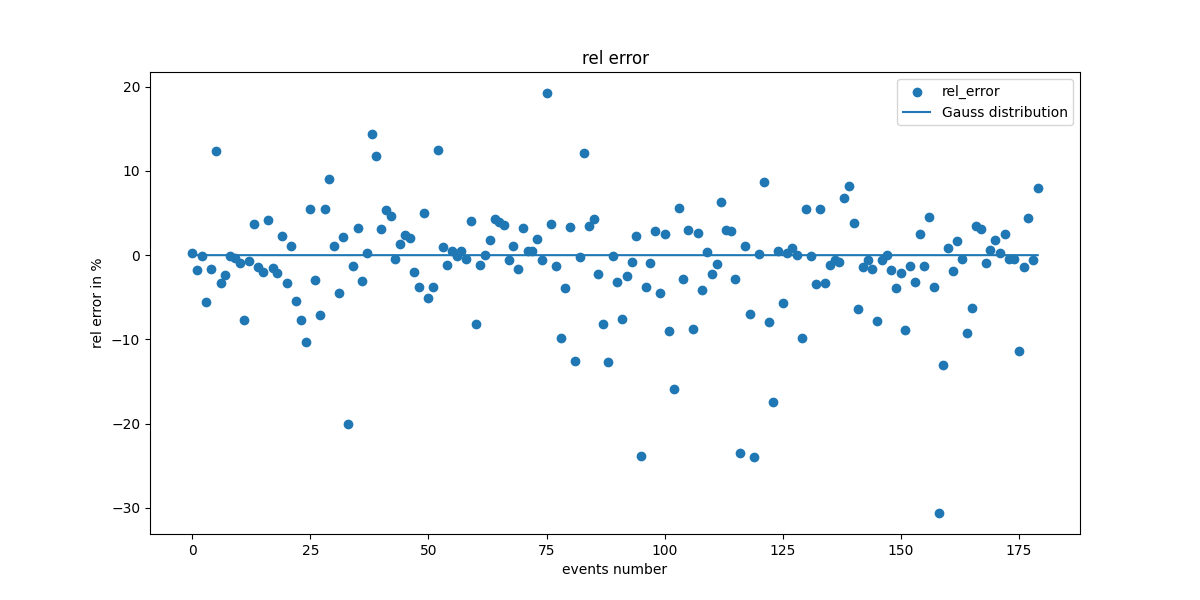 rel error
rel_error
Gauss distribution
20
10
0
−10
−20
−30
rel error in %
0 25 50 75 100 125 150 175
events number